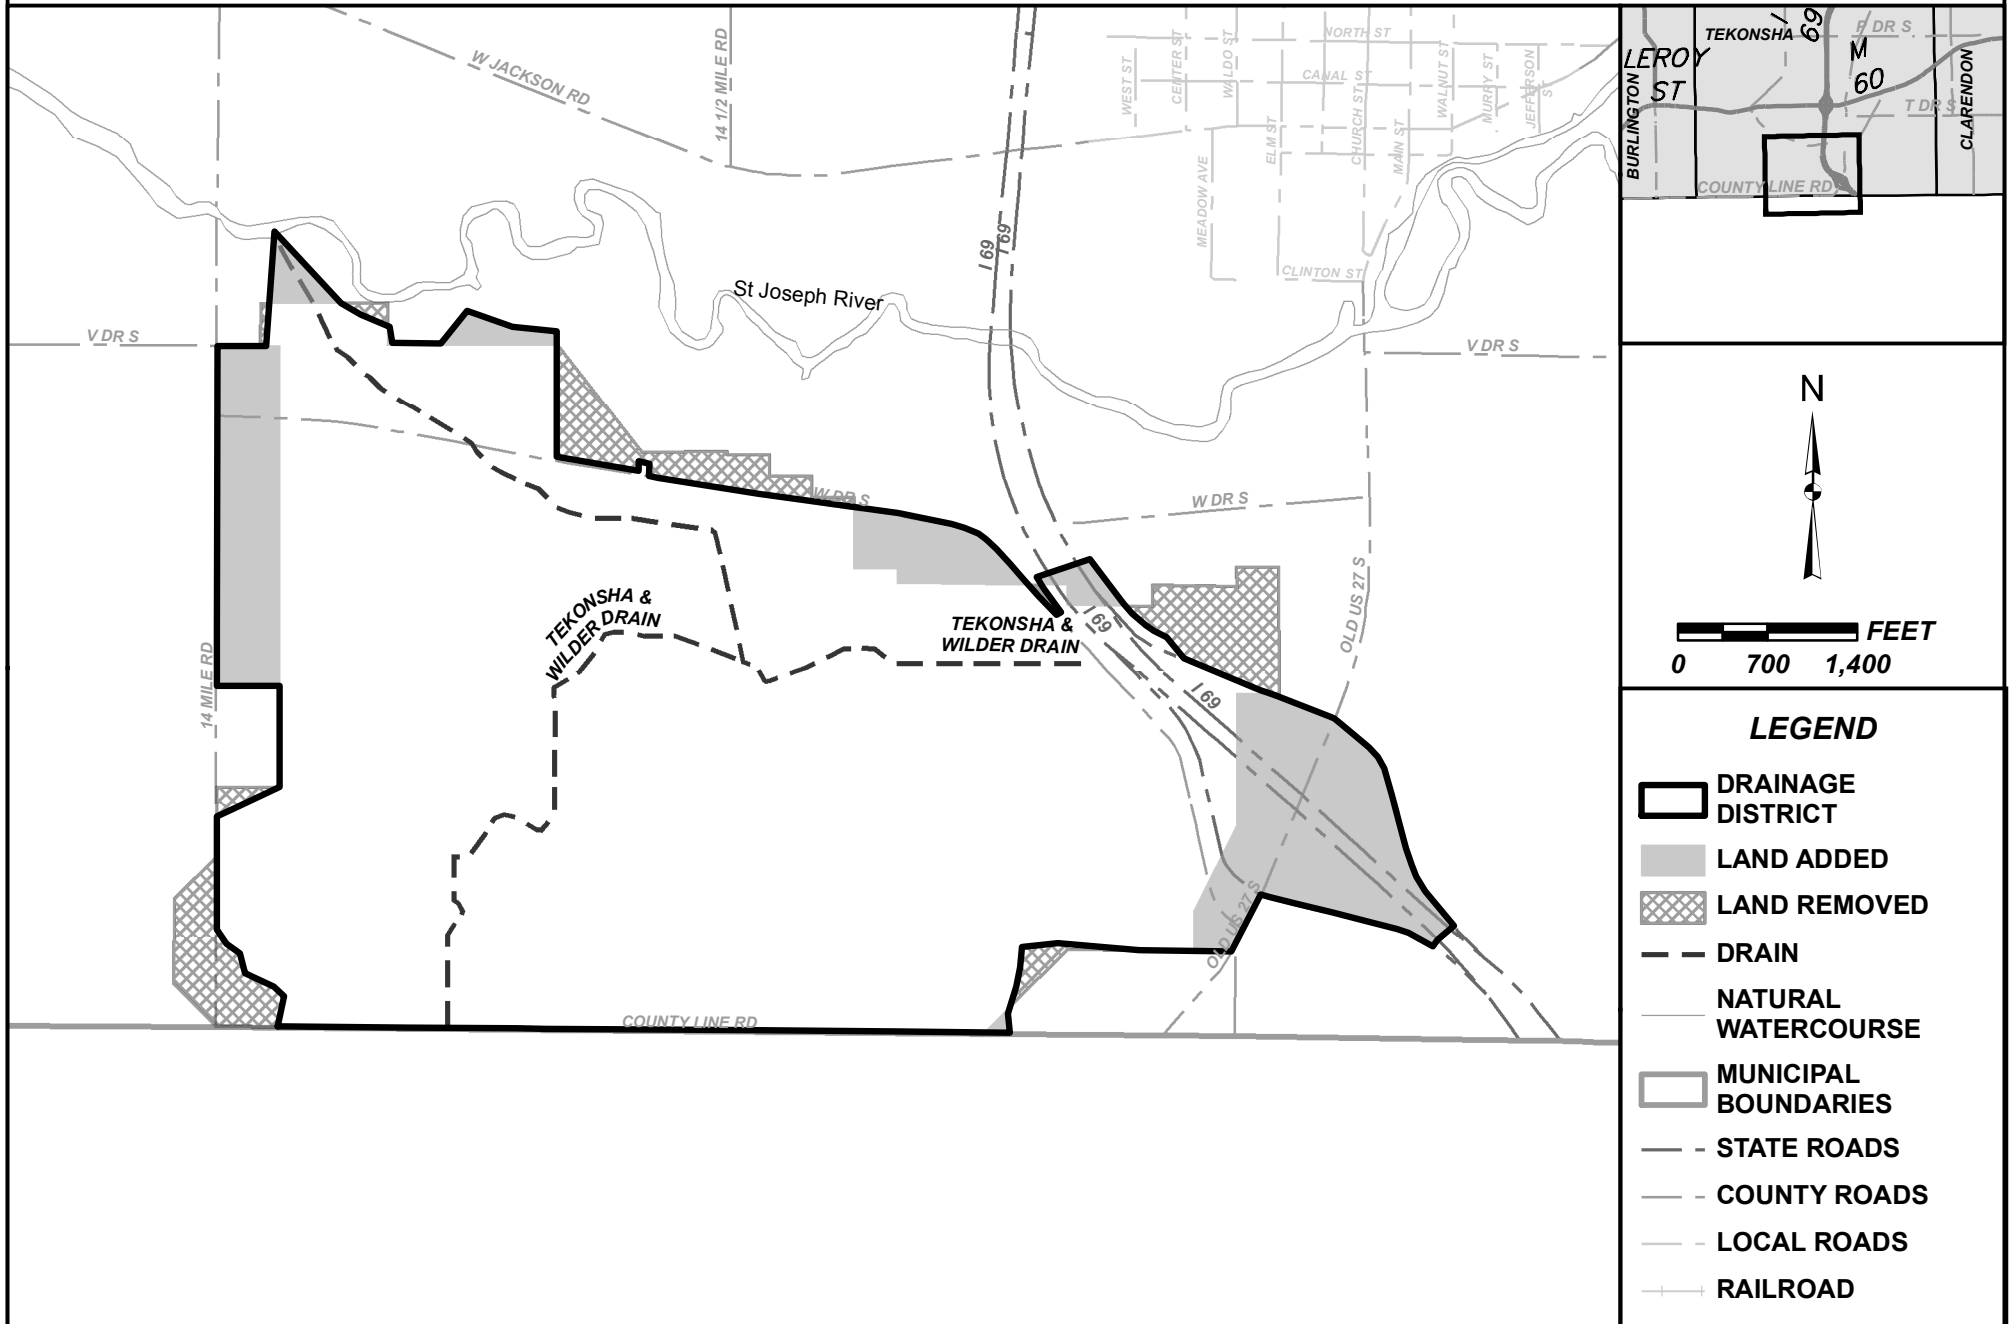 W JACKSON RD
14 1/2 MILE RD
NORTH ST
CANAL ST
WEST ST
CENTER ST
WALDO ST
WALNUT ST
MURRY ST
JEFFERSON
ST
ELM ST
CHURCH ST
MAIN ST
MEADOW AVE
CLINTON ST
I 69
I 69
St Joseph River
V DR S
V DR S
W DR S
W DR S
OLD US 27 S
14 MILE RD
TEKONSHA &
WILDER DRAIN
TEKONSHA &
WILDER DRAIN
I 69
I 69
OLD US 27 S
COUNTY LINE RD
TEKONSHA
I 69
P DR S
LEROY
ST
M
60
T DR S
BURLINGTON
CLARENDON
COUNTY LINE RD
N
FEET
0 700 1,400
LEGEND
DRAINAGE
DISTRICT
LAND ADDED
LAND REMOVED
DRAIN
NATURAL
WATERCOURSE
MUNICIPAL
BOUNDARIES
STATE ROADS
COUNTY ROADS
LOCAL ROADS
RAILROAD